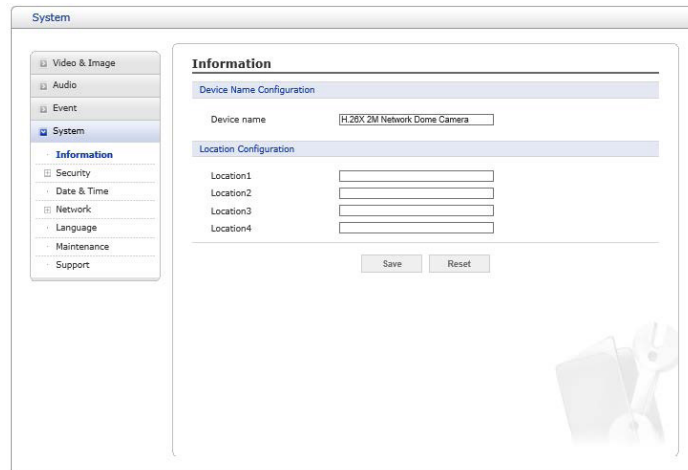 System
Video & Image
Audio
Event
System
Information
Security
Date & Time
Network
Language
Maintenance
Support
Information
Device Name Configuration
Device name H.26X 2M Network Dome Camera
Location Configuration
Location1
Location2
Location3
Location4
Save Reset